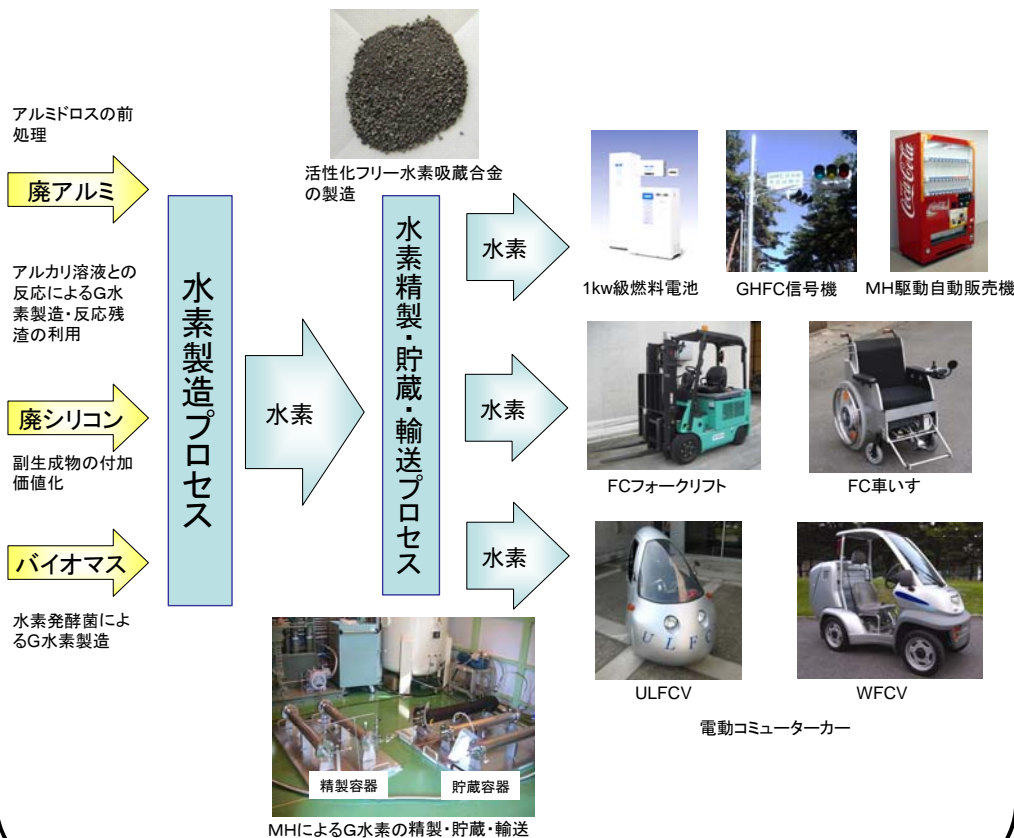 アルミドロスの前
処理
廃アルミ
アルカリ溶液との
反応によるG水
素製造・反応残
渣の利用
廃シリコン
副生成物の付加
価値化
バイオマス
水素発酵菌によ
るG水素製造
水素製造プロセス
水素
活性化フリー水素吸蔵合金
の製造
水素精製・貯蔵・輸送プロセス
精製容器
貯蔵容器
MHによるG水素の精製・貯蔵・輸送
水素
水素
水素
Coca-Cola
1kw級燃料電池
GHFC信号機
MH駆動自動販売機
FCフォークリフト
FC車いす
ULFC
ULFCV
WFCV
電動コミューターカー